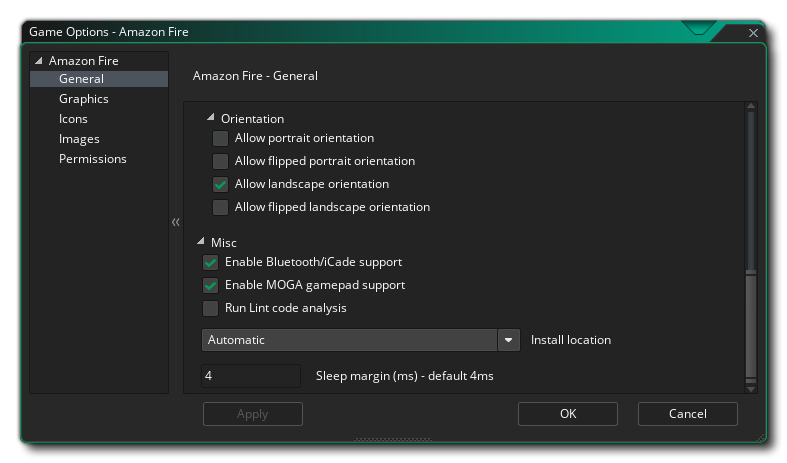 Game Options - Amazon Fire
Amazon Fire
General
Graphics
Icons
Images
Permissions
Amazon Fire - General
Orientation
Allow portrait orientation
Allow flipped portrait orientation
Allow landscape orientation
Allow flipped landscape orientation
Misc
Enable Bluetooth/iCade support
Enable MOGA gamepad support
Run Lint code analysis
Automatic Install location
4 Sleep margin (ms) - default 4ms
Apply OK Cancel